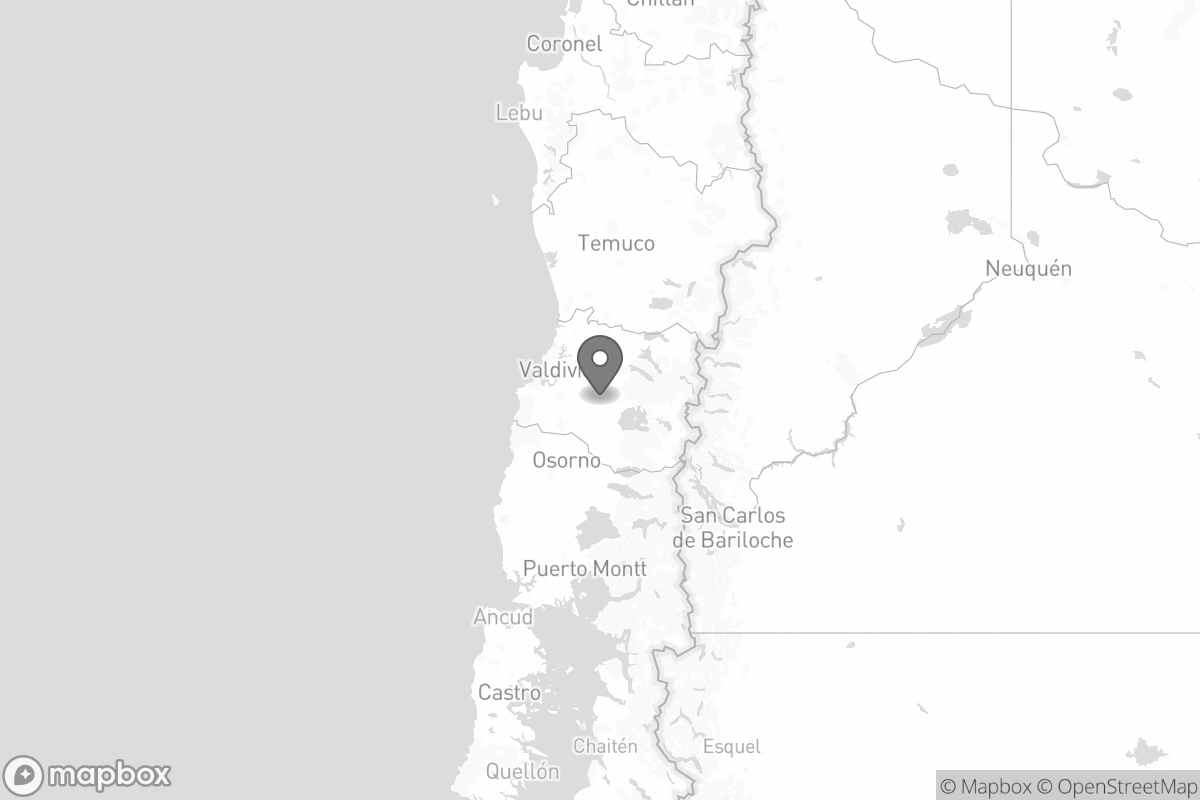 Chillán
Coronel
Lebu
Temuco
Neuquén
Valdivi
Osorno
San Carlos
de Bariloche
Puerto Montt
Ancud
Castro
Chaitén
Esquel
Quellón
mapbox
© Mapbox © OpenStreetMap